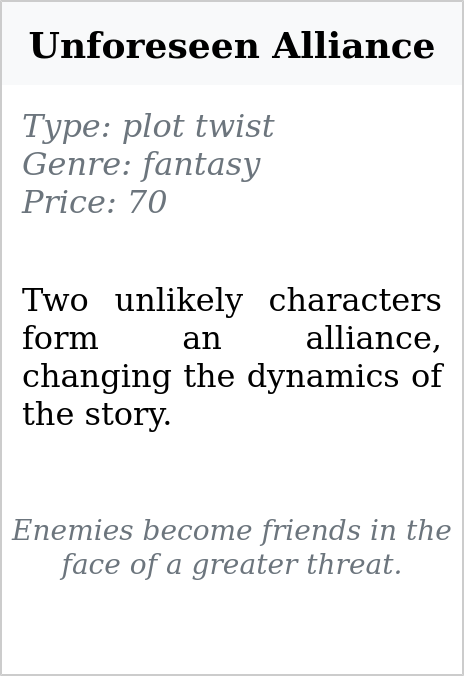 Unforeseen Alliance
Type: plot twist
Genre: fantasy
Price: 70
Two unlikely characters
form an alliance,
changing the dynamics of
the story.
Enemies become friends in the
face of a greater threat.